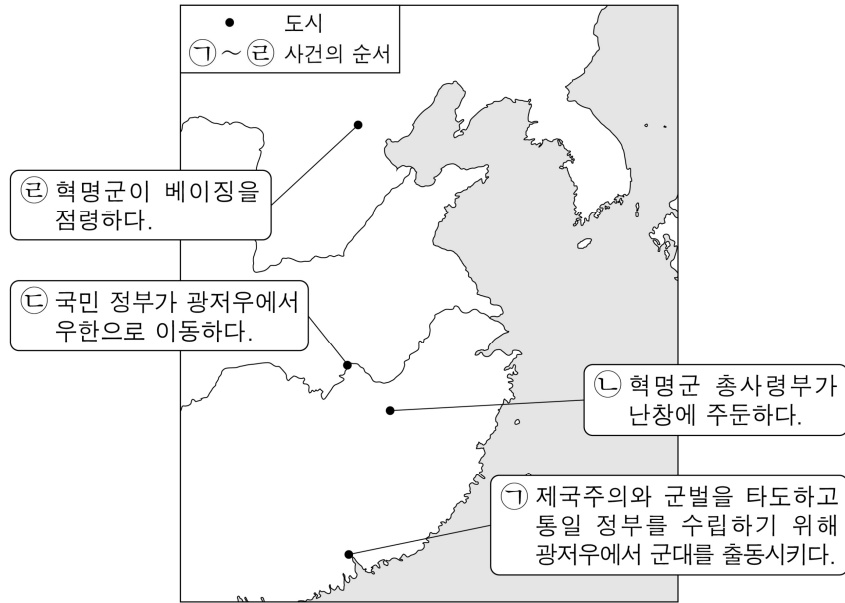 ● 도시
㉠～㉣ 사건의 순서
㉣ 혁명군이 베이징을
점령하다.
㉢ 국민 정부가 광저우에서
우한으로 이동하다.
㉡ 혁명군 총사령부가
난창에 주둔하다.
㉠ 제국주의와 군벌을 타도하고
통일 정부를 수립하기 위해
광저우에서 군대를 출동시키다.